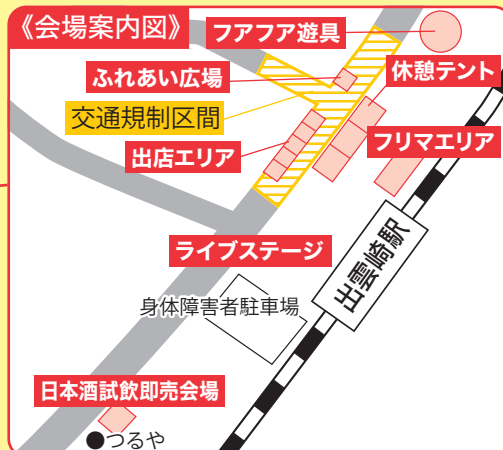 《会場案内図》
フアフア遊具
ふれあい広場
休憩テント
交通規制区間
出店エリア
フリマエリア
ライブステージ
出雲崎駅
身体障害者駐車場
日本酒試飲即売会場
●つるや